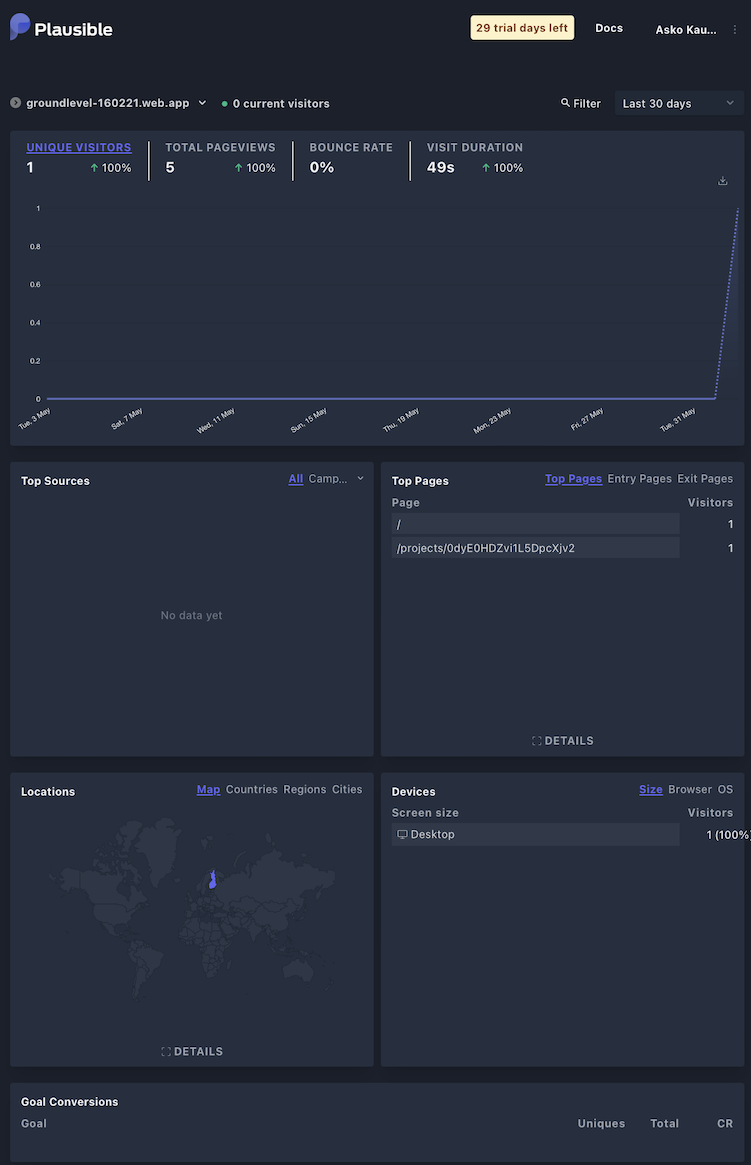 Plausible 29 trial days left Docs Asko Kau...
groundlevel-160221.web.app 0 current visitors Filter Last 30 days
UNIQUE VISITORS TOTAL PAGEVIEWS BOUNCE RATE VISIT DURATION
1 ↑ 100% 5 ↑ 100% 0% 49s ↑ 100%
1
0.8
0.6
0.4
0.2
0
Tue, 3 May Sat, 7 May Wed, 11 May Sun, 15 May Thu, 19 May Mon, 23 May Fri, 27 May Tue, 31 May
Top Sources All Camp...
No data yet
Top Pages Top Pages Entry Pages Exit Pages
Page Visitors
/ 1
/projects/0dyE0HDZvi1L5DpcXjv2 1
DETAILS
Locations Map Countries Regions Cities
DETAILS
Devices Size Browser OS
Screen size Visitors
Desktop 1 (100%)
Goal Conversions
Goal Uniques Total CR